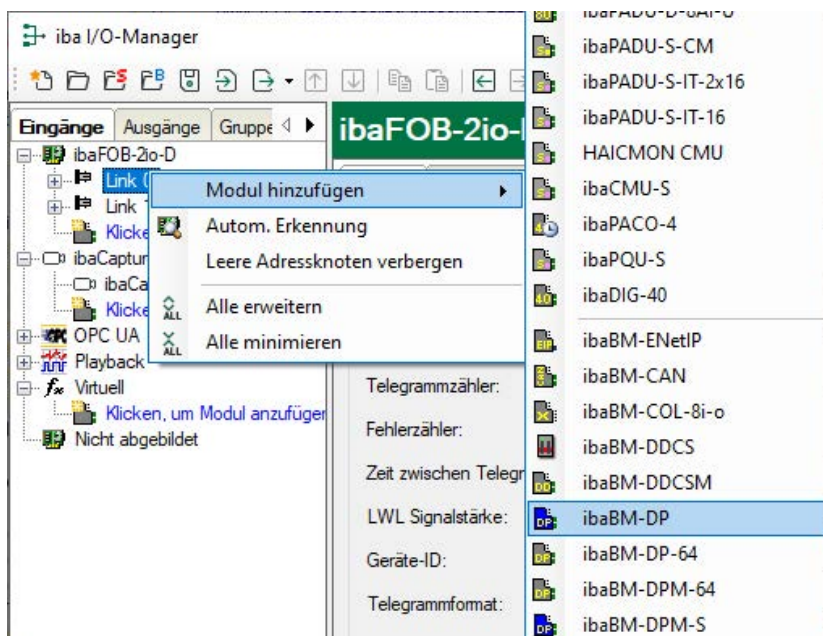 iba I/O-Manager
Eingänge
Ausgänge
Gruppe
ibaFOB-2io-D
Link
Link
Klicke
ibaCaptur
ibaCa
Klicke
OPC UA
Playback
Virtuell
Klicken, um Modul anzufüger
Nicht abgebildet
Modul hinzufügen
Autom. Erkennung
Leere Adressknoten verbergen
Alle erweitern
Alle minimieren
ibaFOB-2io-
Telegrammzähler:
Fehlerzähler:
Zeit zwischen Telegr
LWL Signalstärke:
Geräte-ID:
Telegrammformat:
ibaPADU-S-CM
ibaPADU-S-IT-2x16
ibaPADU-S-IT-16
HAICMON CMU
ibaCMU-S
ibaPACO-4
ibaPQU-S
ibaDIG-40
ibaBM-ENetIP
ibaBM-CAN
ibaBM-COL-8i-o
ibaBM-DDCS
ibaBM-DDCSM
ibaBM-DP
ibaBM-DP-64
ibaBM-DPM-64
ibaBM-DPM-S